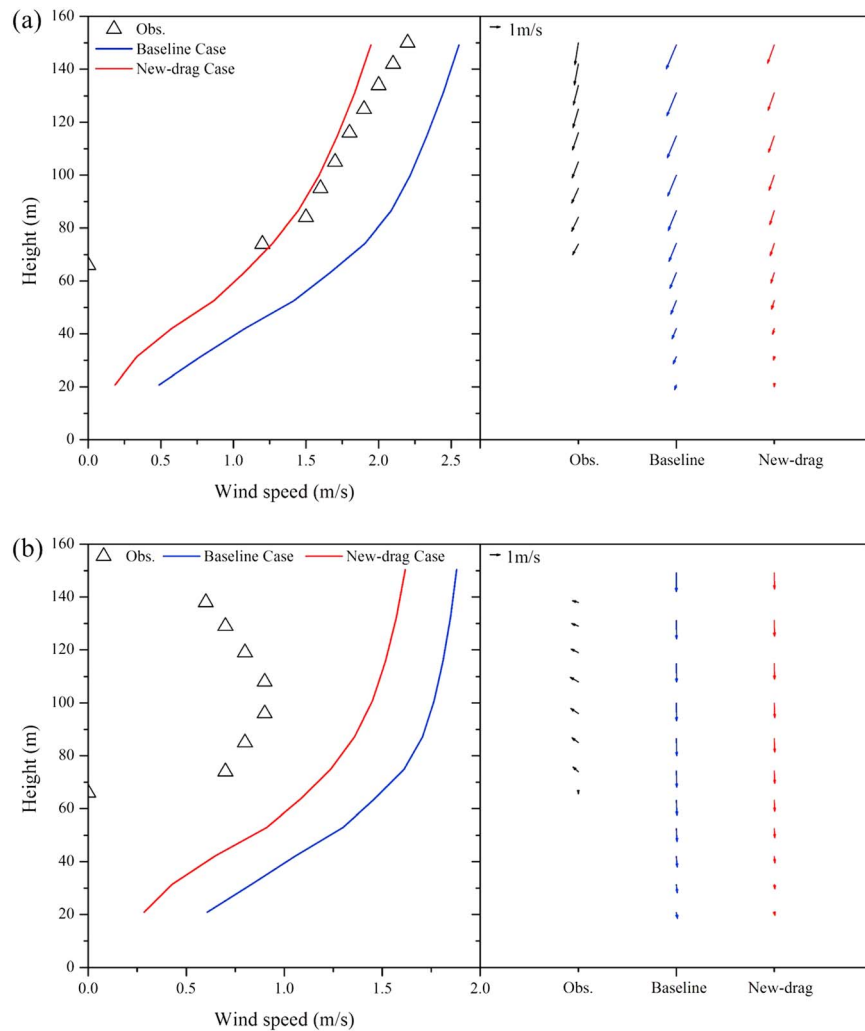 (a)
160
140
120
100
80
60
40
20
0
Height (m)
Obs.
Baseline Case
New-drag Case
0.0 0.5 1.0 1.5 2.0 2.5
Wind speed (m/s)
1m/s
Obs. Baseline New-drag
(b)
160
140
120
100
80
60
40
20
0
Height (m)
Obs. Baseline Case New-drag Case
0.0 0.5 1.0 1.5 2.0
Wind speed (m/s)
1m/s
Obs. Baseline New-drag